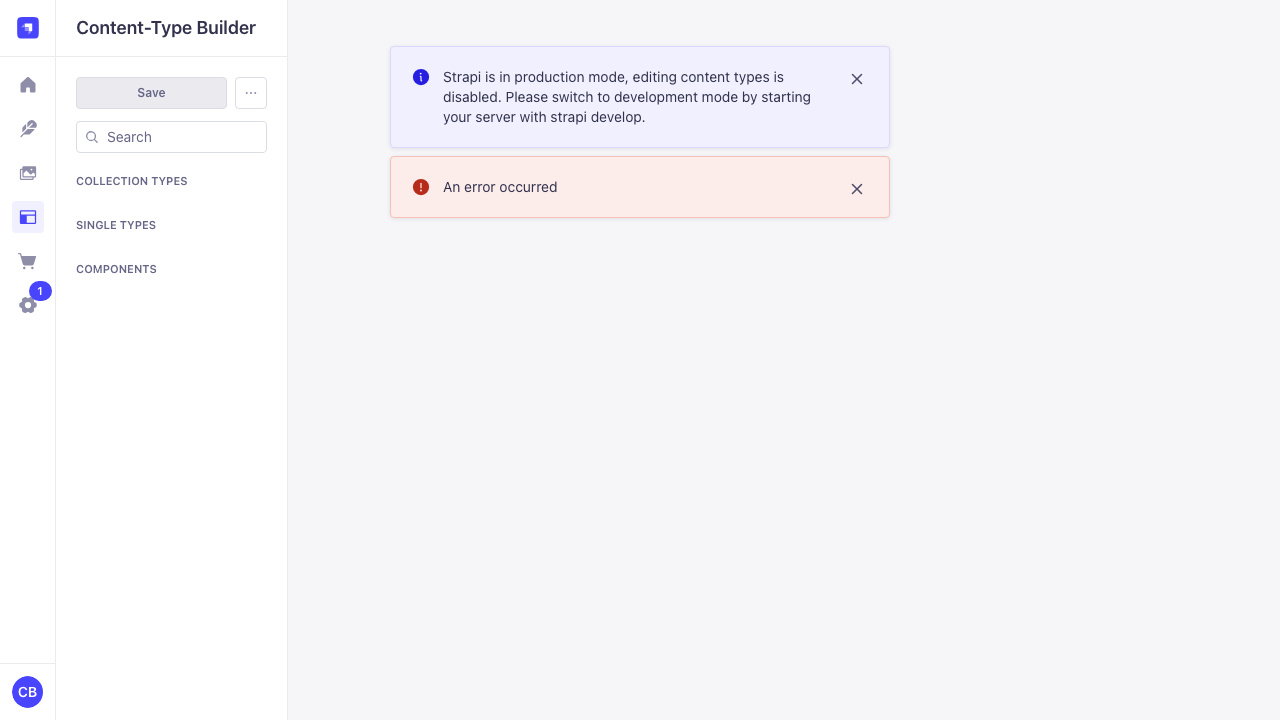 Content-Type Builder
Save
Search
COLLECTION TYPES
SINGLE TYPES
COMPONENTS
1
CB
Strapi is in production mode, editing content types is
disabled. Please switch to development mode by starting
your server with strapi develop.
An error occurred